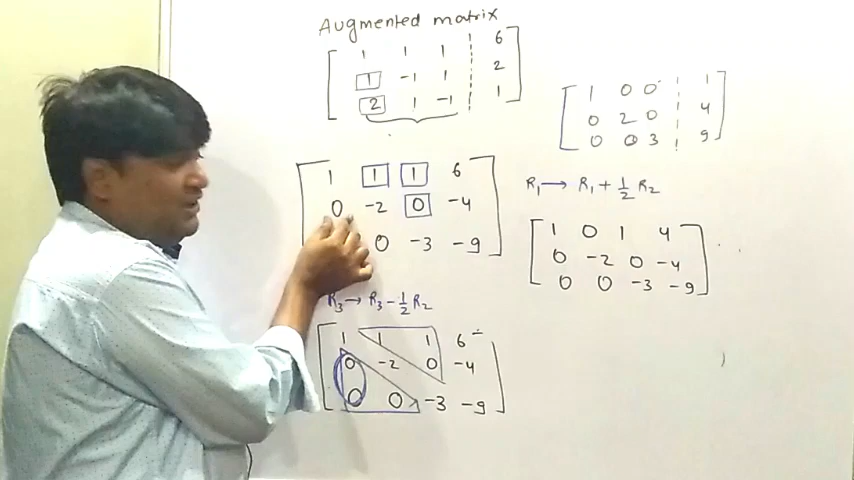 Augmented matrix
1 1 1 6
1 -1 1 2
2 1 -1 1
1 1 1 6
0 -2 0 -4
0 -3 -9
R3 → R3 - 1/2 R2
1 1 1 6
0 -2 0 -4
0 0 -3 -9
1 0 0 1
0 2 0 4
0 0 3 9
R1 → R1 + 1/2 R2
1 0 1 4
0 -2 0 -4
0 0 -3 -9